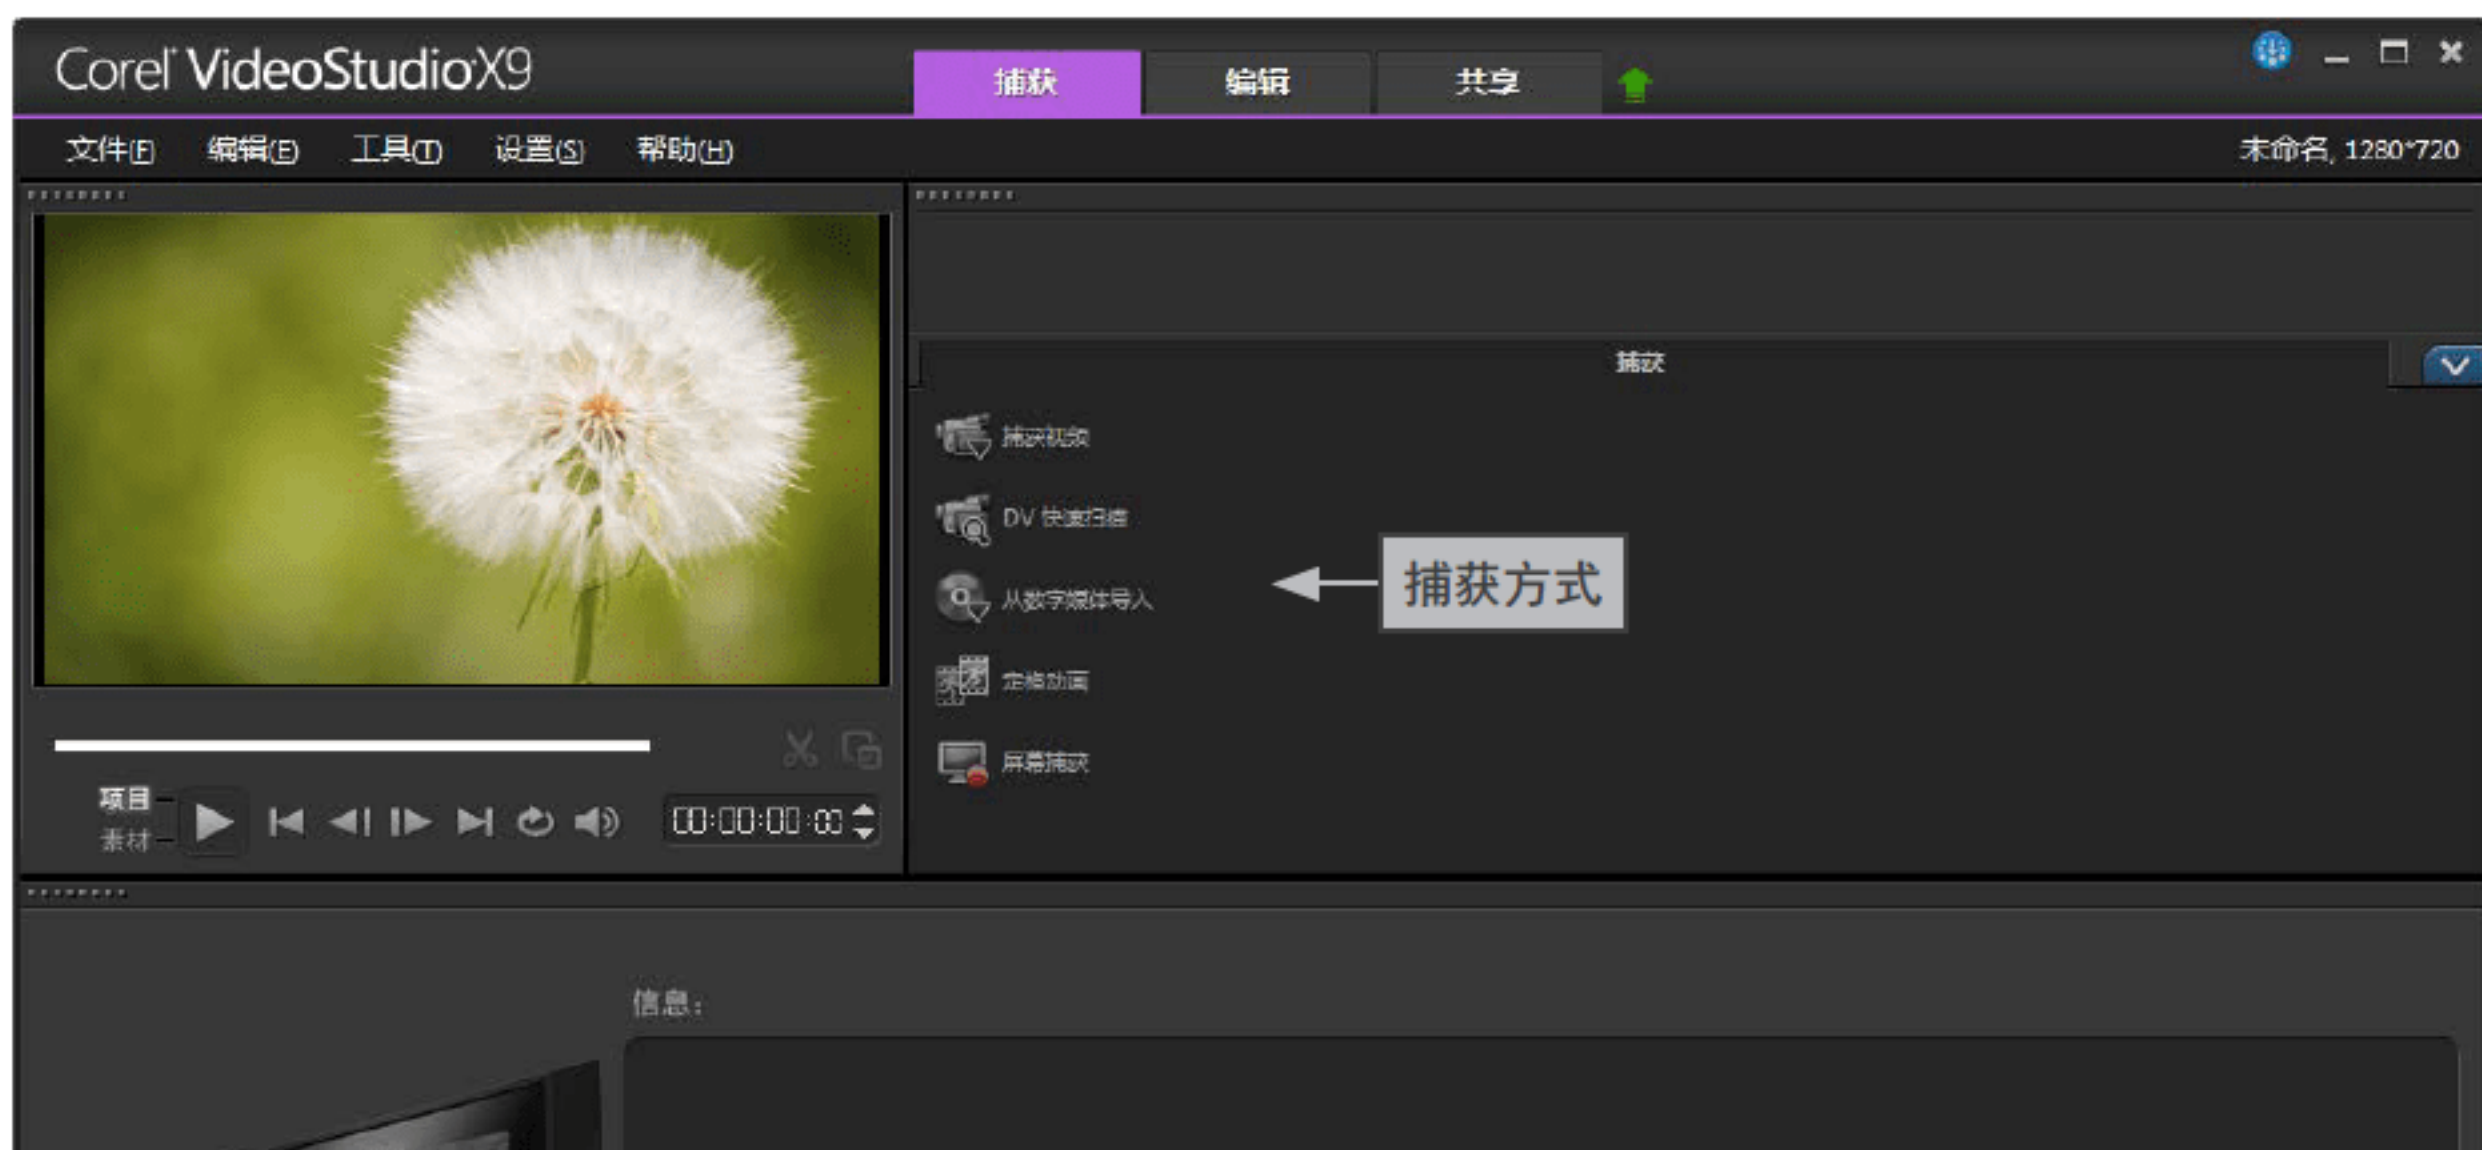 Corel VideoStudio X9
捕获 编辑 共享
文件(F) 编辑(E) 工具(T) 设置(S) 帮助(H)
未命名, 1280*720
捕获
捕获视频
DV 快速扫描
从数字媒体导入
定格动画
屏幕捕获
捕获方式
项目
素材
00:00:00:00
信息: